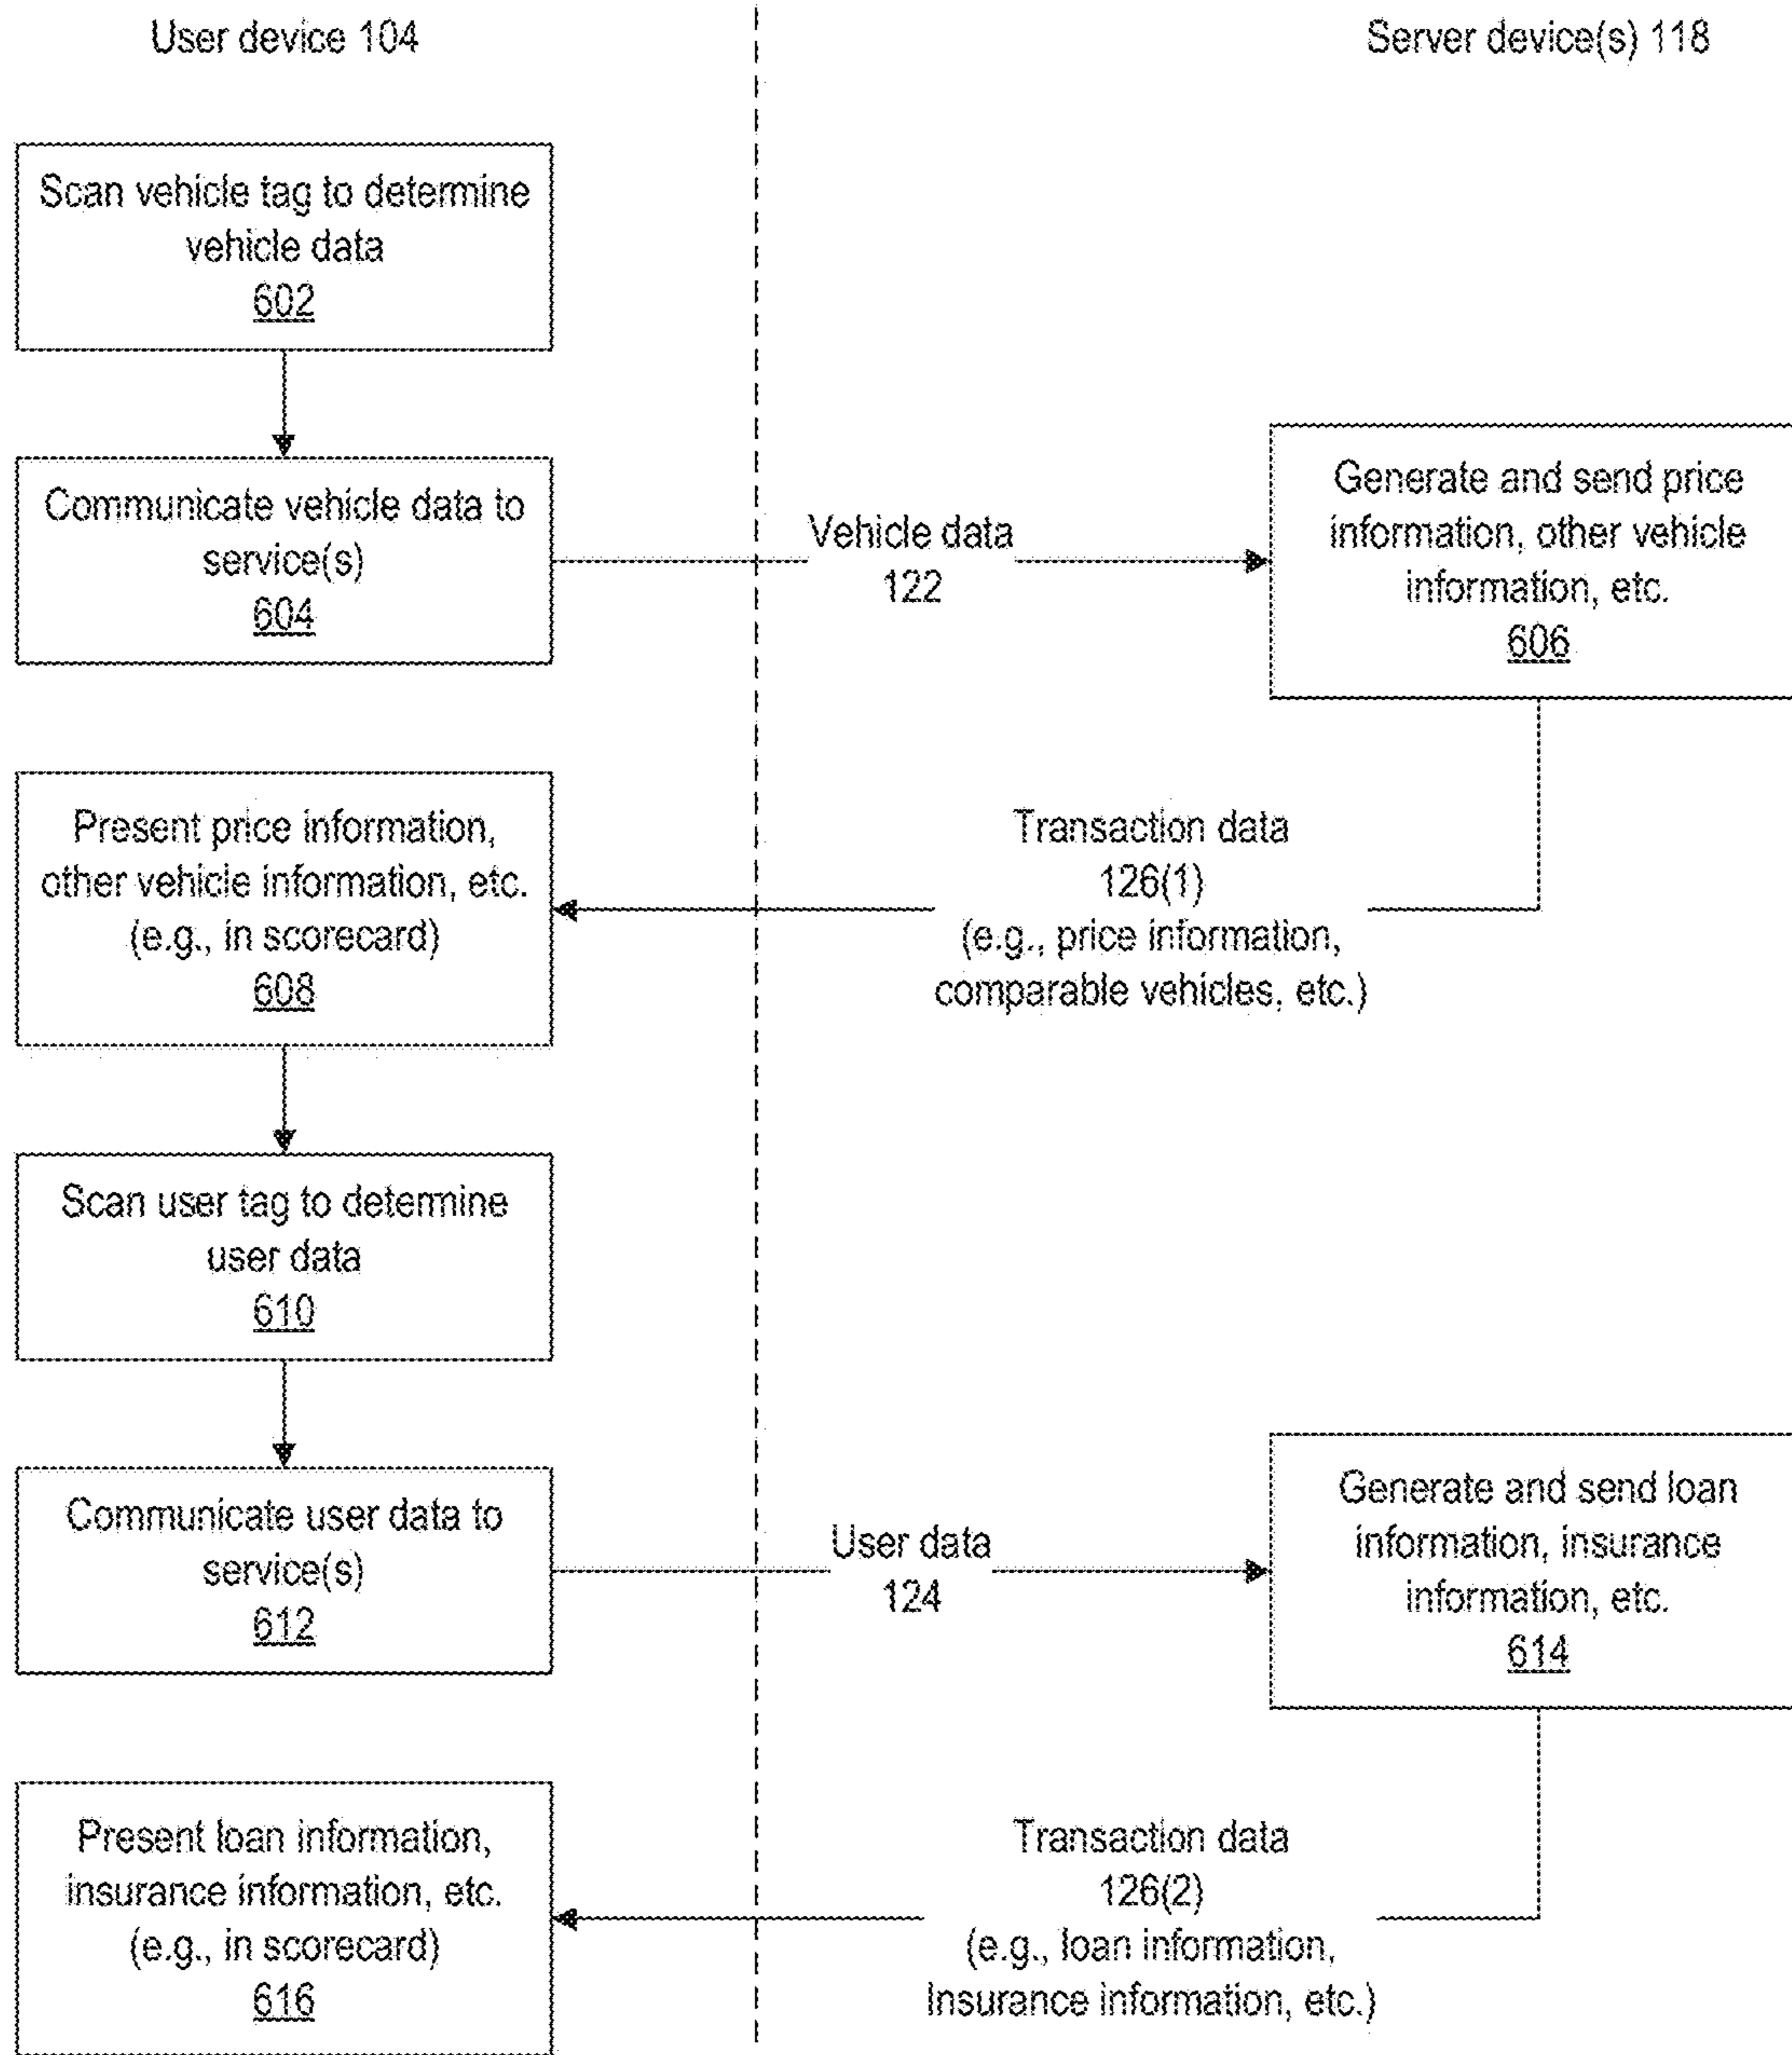 User device 104
Server device(s) 118
Scan vehicle tag to determine
vehicle data
602
Communicate vehicle data to
service(s)
604
Vehicle data
122
Generate and send price
information, other vehicle
information, etc.
606
Present price information,
other vehicle information, etc.
(e.g., in scorecard)
608
Transaction data
126(1)
(e.g., price information,
comparable vehicles, etc.)
Scan user tag to determine
user data
610
Communicate user data to
service(s)
612
User data
124
Generate and send loan
information, insurance
information, etc.
614
Present loan information,
insurance information, etc.
(e.g., in scorecard)
616
Transaction data
126(2)
(e.g., loan information,
Insurance information, etc.)